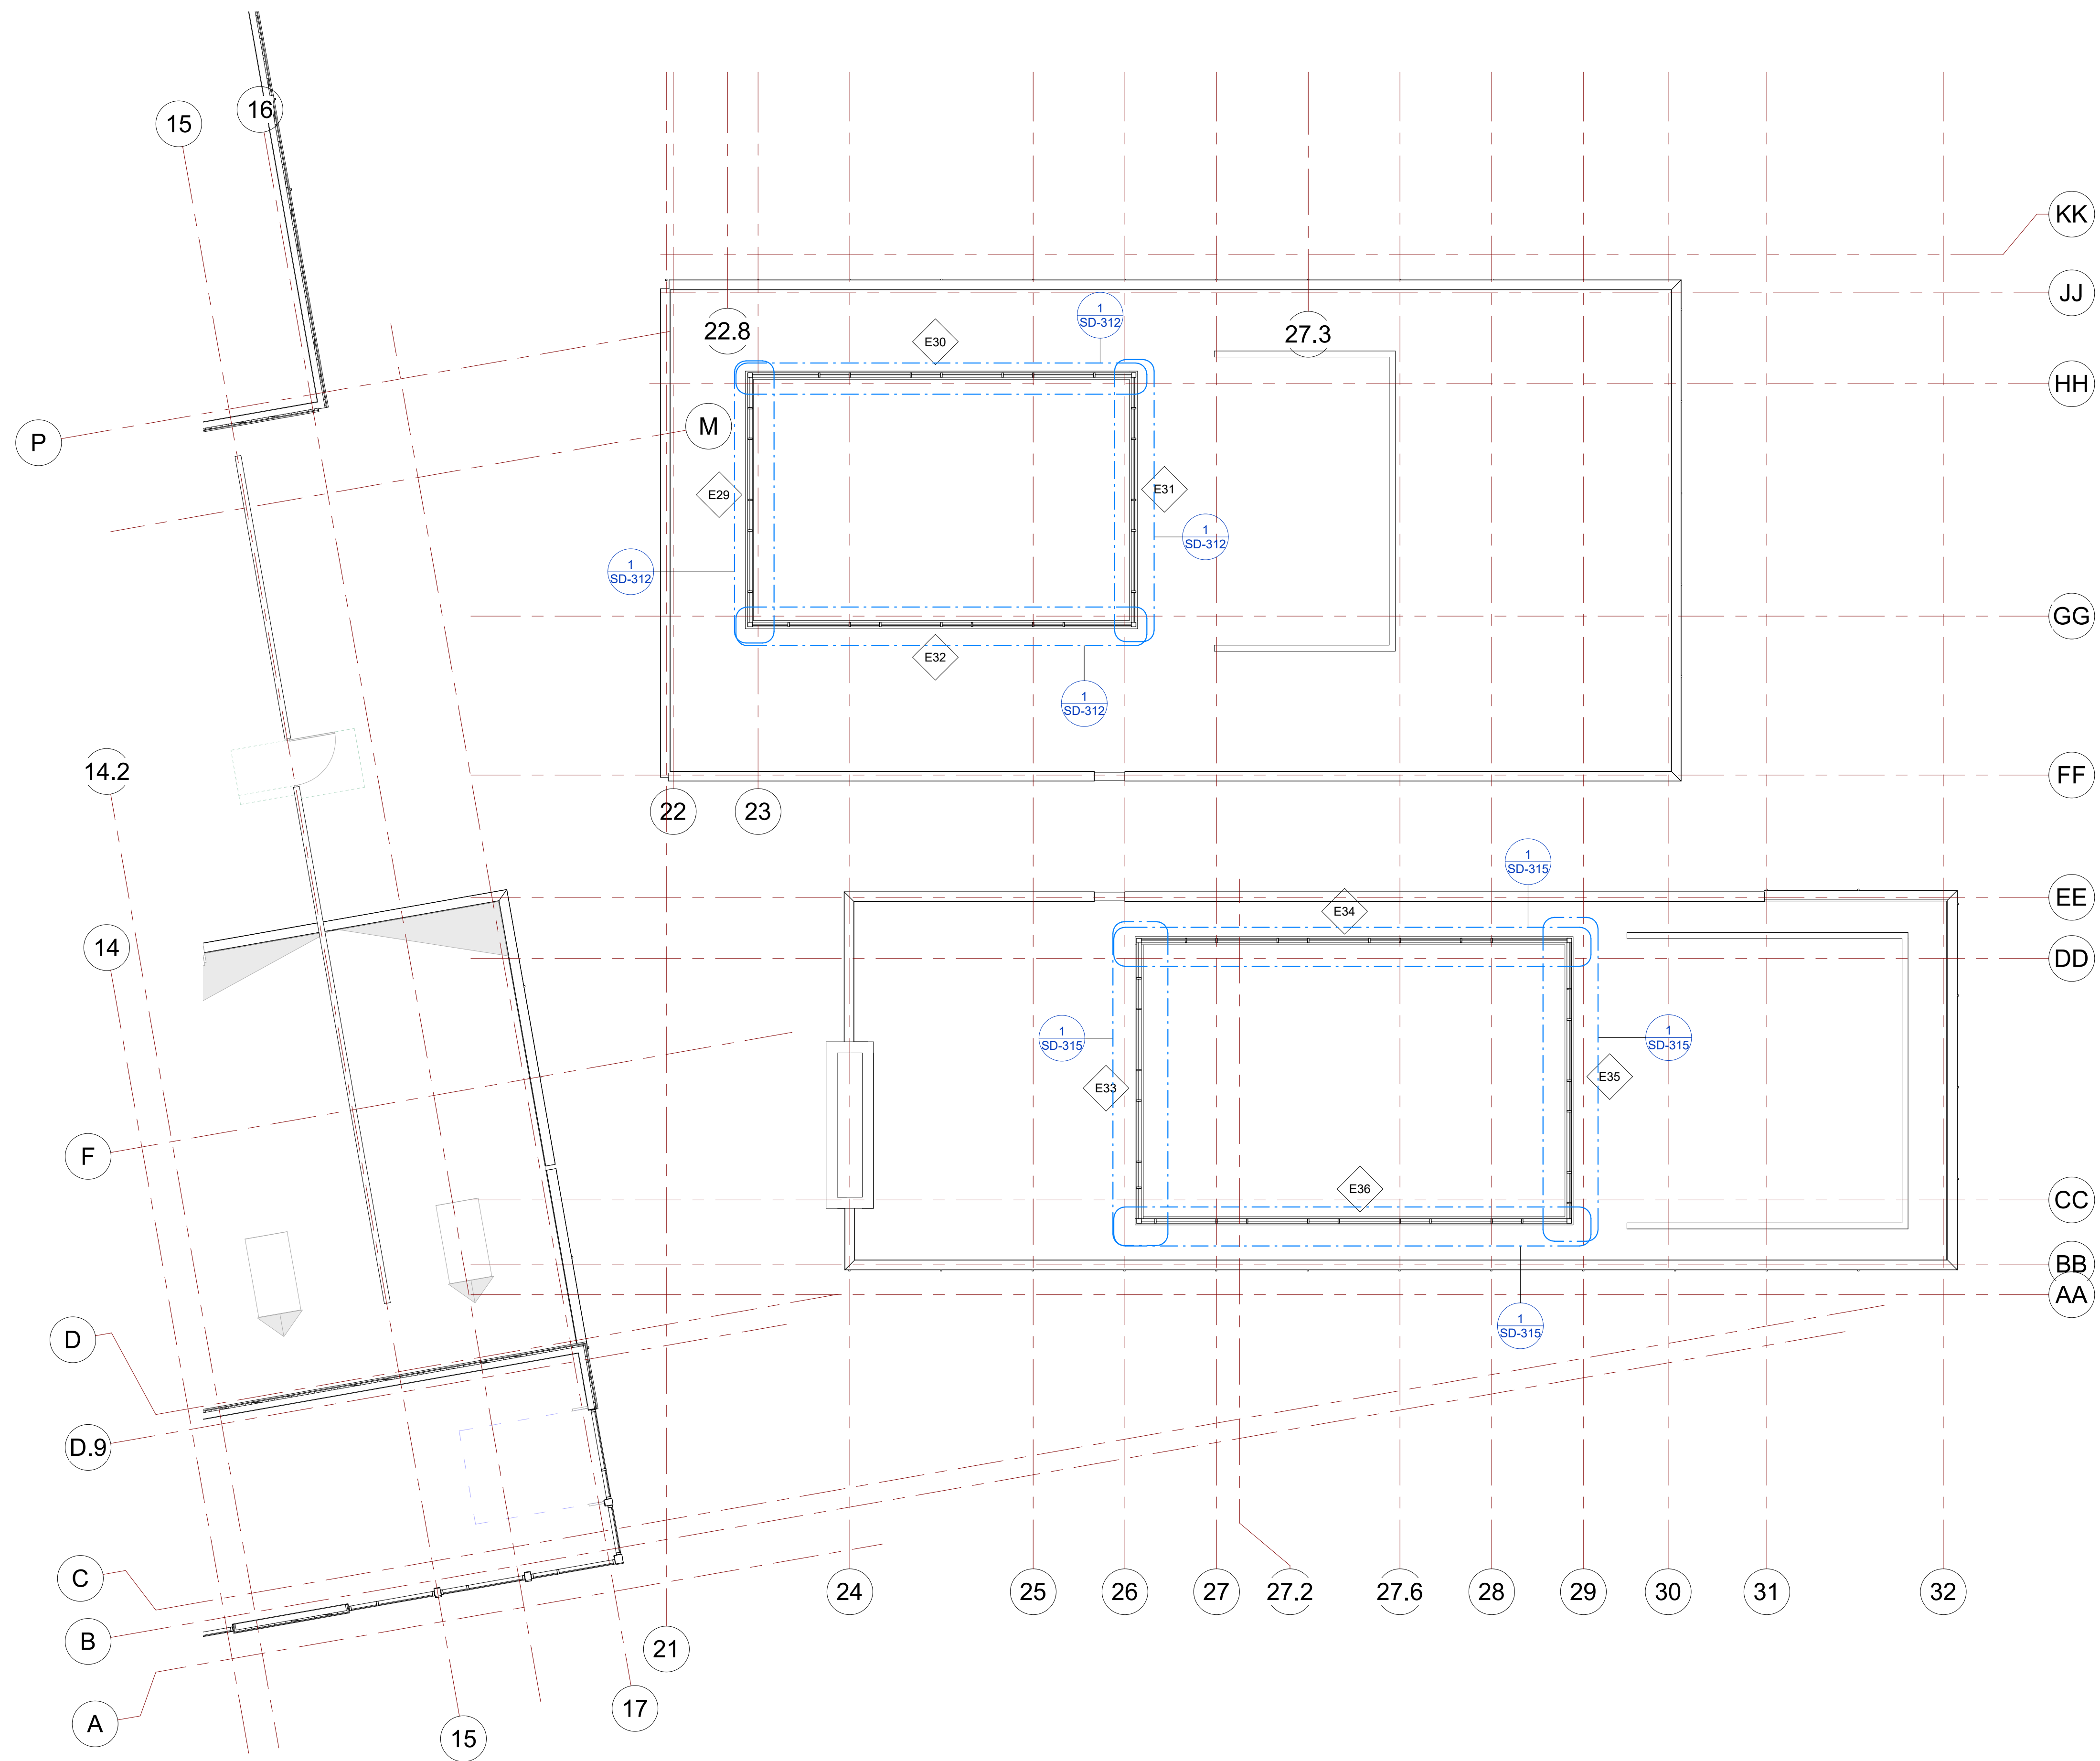 16
15
KK
JJ
1
SD-312
22.8
27.3
E30
HH
M
P
E31
E29
1
SD-312
1
SD-312
GG
E32
1
SD-312
14.2
FF
22
23
1
SD-315
EE
E34
14
DD
1
SD-315
1
SD-315
E35
E33
F
E36
CC
BB
AA
1
SD-315
D
D.9
C
24
25
26
27
27.2
27.6
28
29
30
31
32
B
21
17
A
15